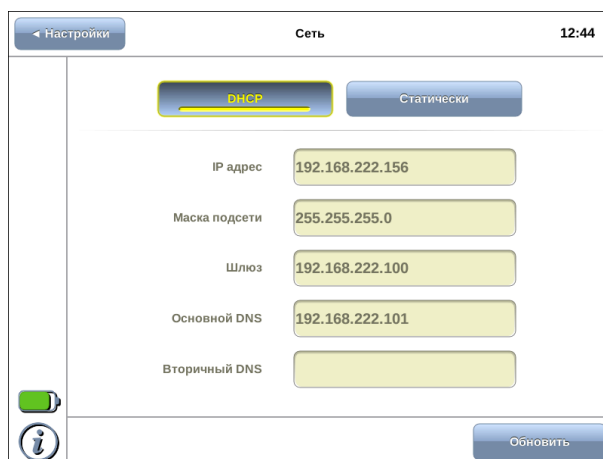 ◄ Настройки
Сеть
12:44
DHCP
Статически
IP адрес
192.168.222.156
Маска подсети
255.255.255.0
Шлюз
192.168.222.100
Основной DNS
192.168.222.101
Вторичный DNS
i
Обновить